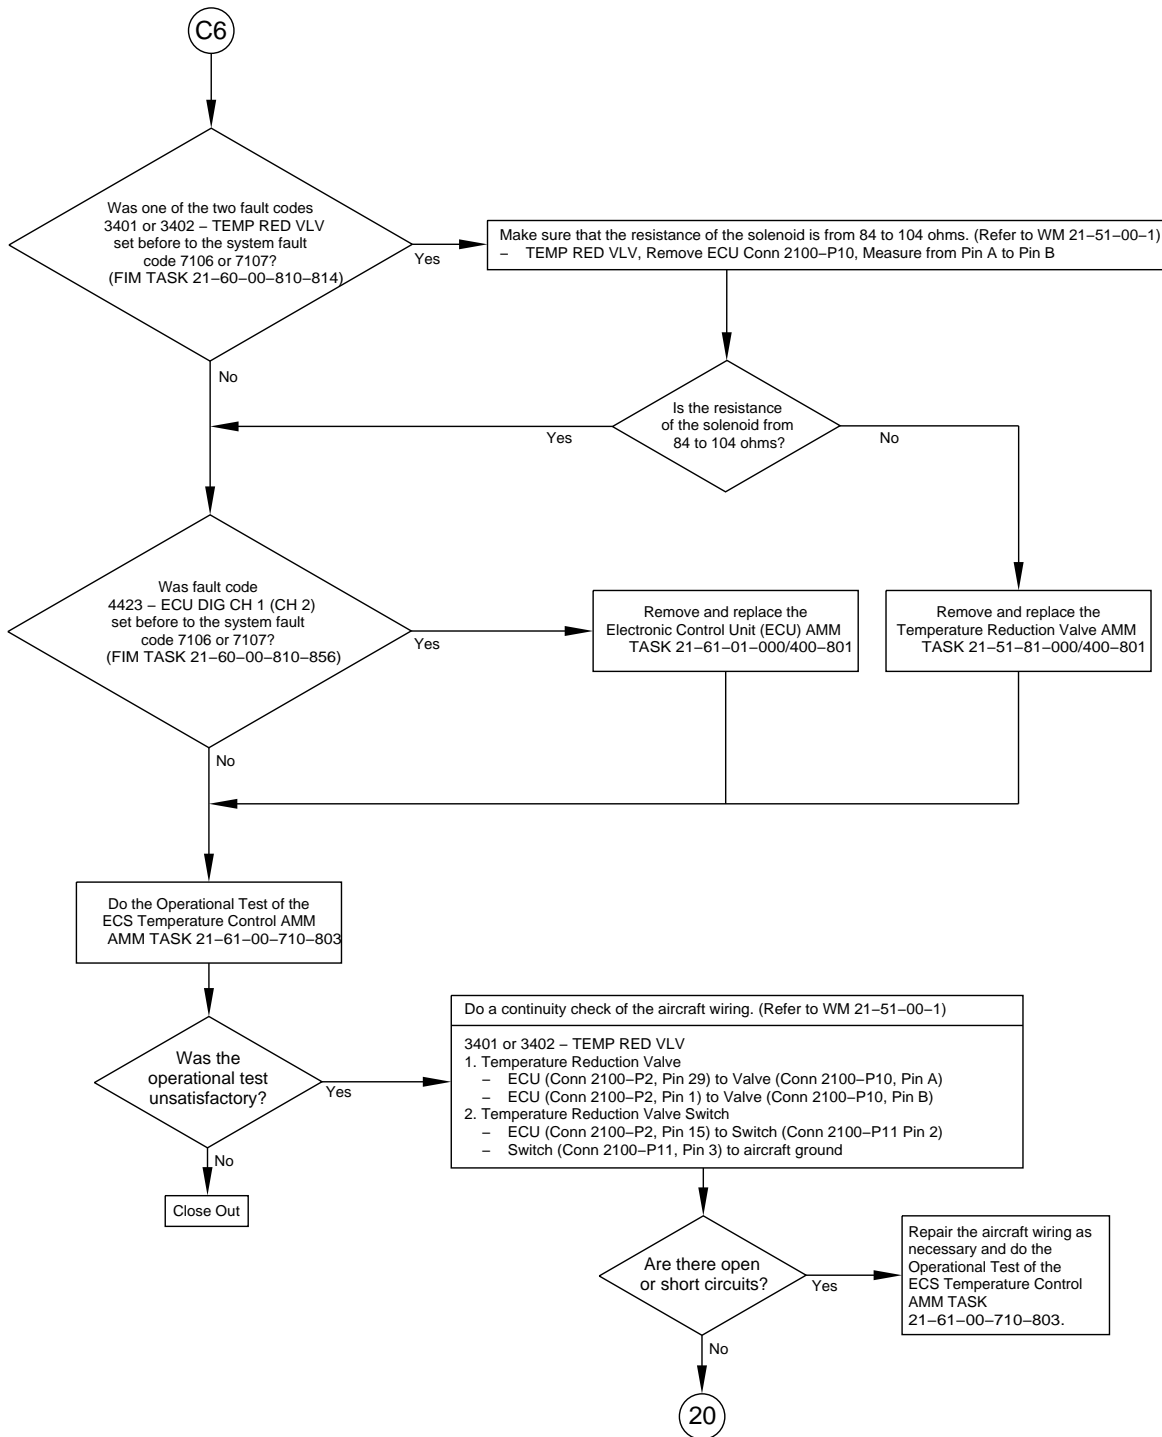 C6
Was one of the two fault codes
3401 or 3402 – TEMP RED VLV
set before to the system fault
code 7106 or 7107?
(FIM TASK 21–60–00–810–814)
Yes
No
Make sure that the resistance of the solenoid is from 84 to 104 ohms. (Refer to WM 21–51–00–1)
– TEMP RED VLV, Remove ECU Conn 2100–P10, Measure from Pin A to Pin B
Is the resistance
of the solenoid from
84 to 104 ohms?
Yes
No
Was fault code
4423 – ECU DIG CH 1 (CH 2)
set before to the system fault
code 7106 or 7107?
(FIM TASK 21–60–00–810–856)
Yes
No
Remove and replace the
Electronic Control Unit (ECU) AMM
TASK 21–61–01–000/400–801
Remove and replace the
Temperature Reduction Valve AMM
TASK 21–51–81–000/400–801
Do the Operational Test of the
ECS Temperature Control AMM
AMM TASK 21–61–00–710–803
Was the
operational test
unsatisfactory?
Yes
No
Close Out
Do a continuity check of the aircraft wiring. (Refer to WM 21–51–00–1)
3401 or 3402 – TEMP RED VLV
1. Temperature Reduction Valve
– ECU (Conn 2100–P2, Pin 29) to Valve (Conn 2100–P10, Pin A)
– ECU (Conn 2100–P2, Pin 1) to Valve (Conn 2100–P10, Pin B)
2. Temperature Reduction Valve Switch
– ECU (Conn 2100–P2, Pin 15) to Switch (Conn 2100–P11 Pin 2)
– Switch (Conn 2100–P11, Pin 3) to aircraft ground
Are there open
or short circuits?
Yes
No
Repair the aircraft wiring as
necessary and do the
Operational Test of the
ECS Temperature Control
AMM TASK
21–61–00–710–803.
20